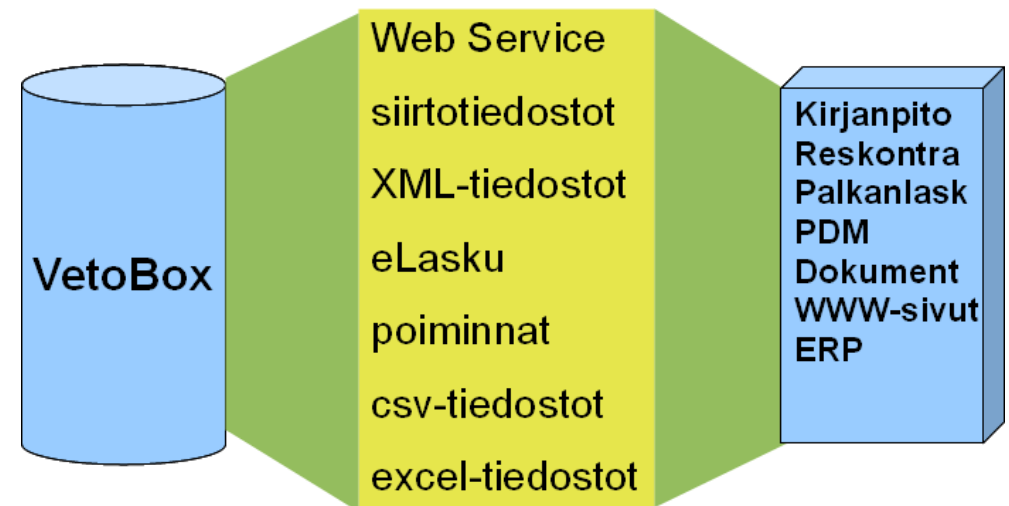 VetoBox
Web Service
siirtotiedostot
XML-tiedostot
eLasku
poiminnat
csv-tiedostot
excel-tiedostot
Kirjanpito
Reskontra
Palkanlask
PDM
Dokument
WWW-sivut
ERP